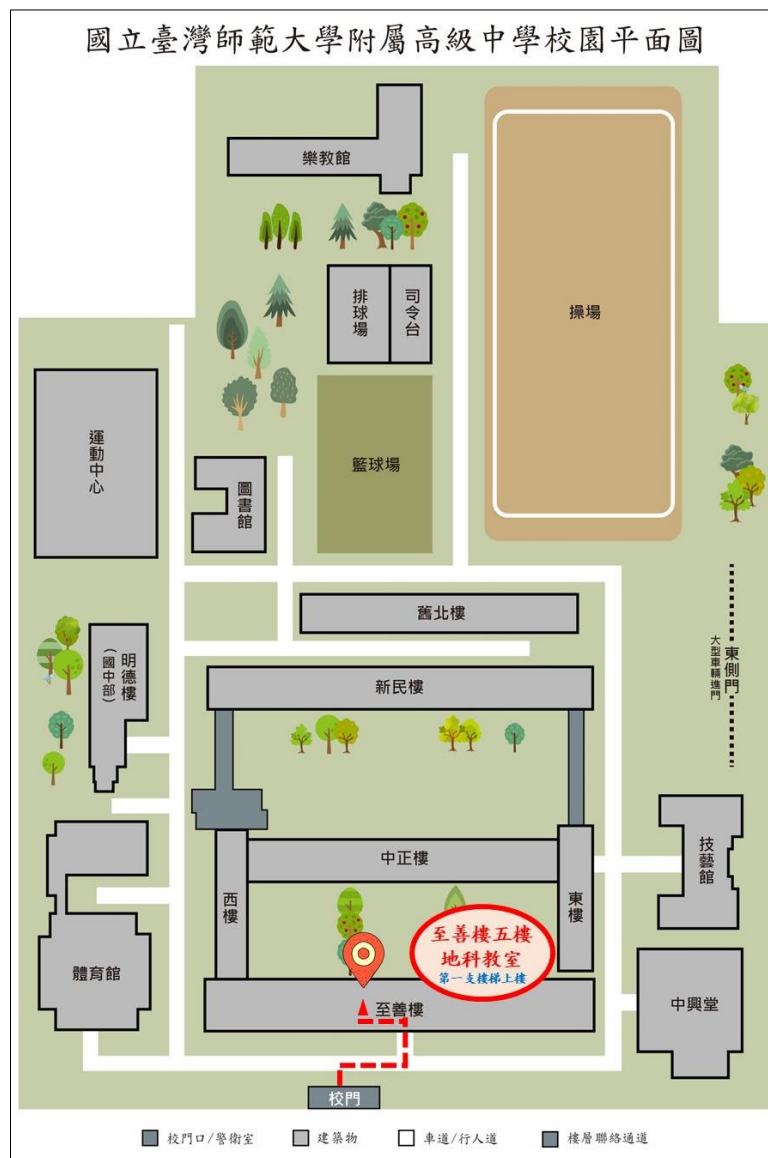 國立臺灣師範大學附屬高級中學校園平面圖
樂教館
排球場
司令台
操場
運動中心
圖書館
籃球場
舊北樓
明德樓
(國中部)
新民樓
東側門
大型車輛進門
中正樓
西樓
東樓
技藝館
至善樓五樓
地科教室
第一支樓梯上樓
體育館
至善樓
中興堂
校門
校門口/警衛室
建築物
車道/行人道
樓層聯絡通道